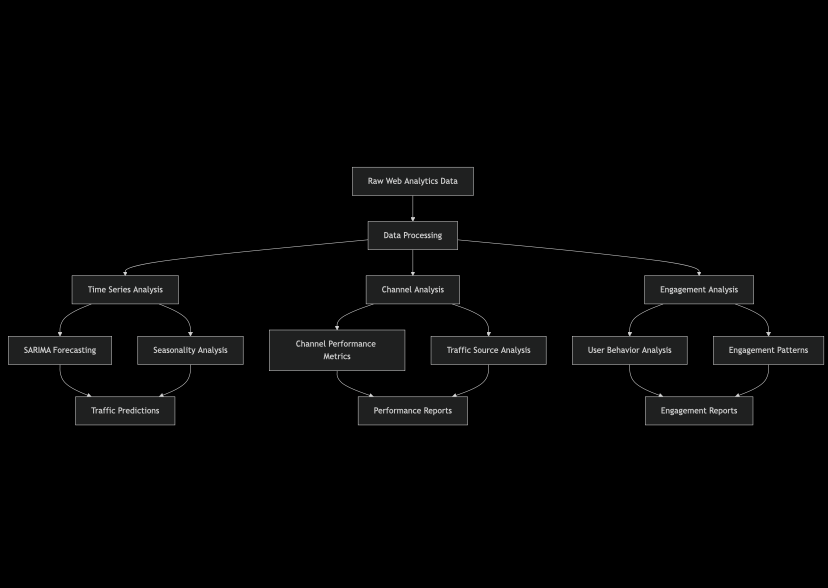 Raw Web Analytics Data
Data Processing
Time Series Analysis
Channel Analysis
Engagement Analysis
SARIMA Forecasting
Seasonality Analysis
Channel Performance
Metrics
Traffic Source Analysis
User Behavior Analysis
Engagement Patterns
Traffic Predictions
Performance Reports
Engagement Reports